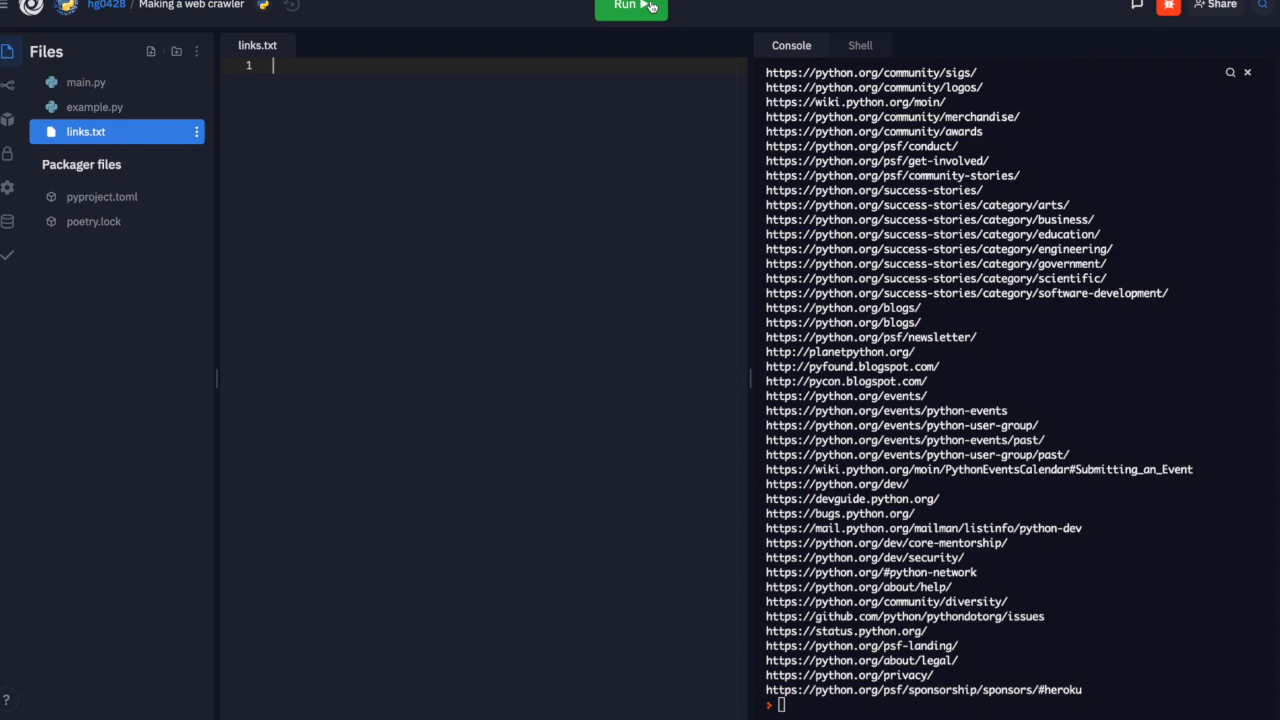 hg0428 / Making a web crawler
Run
Share
Files
main.py
example.py
links.txt
Packager files
pyproject.toml
poetry.lock
?
links.txt
1
Console
Shell
https://python.org/community/sigs/
https://python.org/community/logos/
https://wiki.python.org/moin/
https://python.org/community/merchandise/
https://python.org/community/awards
https://python.org/psf/conduct/
https://python.org/psf/get-involved/
https://python.org/psf/community-stories/
https://python.org/success-stories/
https://python.org/success-stories/category/arts/
https://python.org/success-stories/category/business/
https://python.org/success-stories/category/education/
https://python.org/success-stories/category/engineering/
https://python.org/success-stories/category/government/
https://python.org/success-stories/category/scientific/
https://python.org/success-stories/category/software-development/
https://python.org/blogs/
https://python.org/blogs/
https://python.org/psf/newsletter/
http://planetpython.org/
http://pyfound.blogspot.com/
http://pycon.blogspot.com/
https://python.org/events/
https://python.org/events/python-events
https://python.org/events/python-user-group/
https://python.org/events/python-events/past/
https://python.org/events/python-user-group/past/
https://wiki.python.org/moin/PythonEventsCalendar#Submitting_an_Event
https://python.org/dev/
https://devguide.python.org/
https://bugs.python.org/
https://mail.python.org/mailman/listinfo/python-dev
https://python.org/dev/core-mentorship/
https://python.org/dev/security/
https://python.org/#python-network
https://python.org/about/help/
https://python.org/community/diversity/
https://github.com/python/pythondotorg/issues
https://status.python.org/
https://python.org/psf-landing/
https://python.org/about/legal/
https://python.org/privacy/
https://python.org/psf/sponsorship/sponsors/#heroku